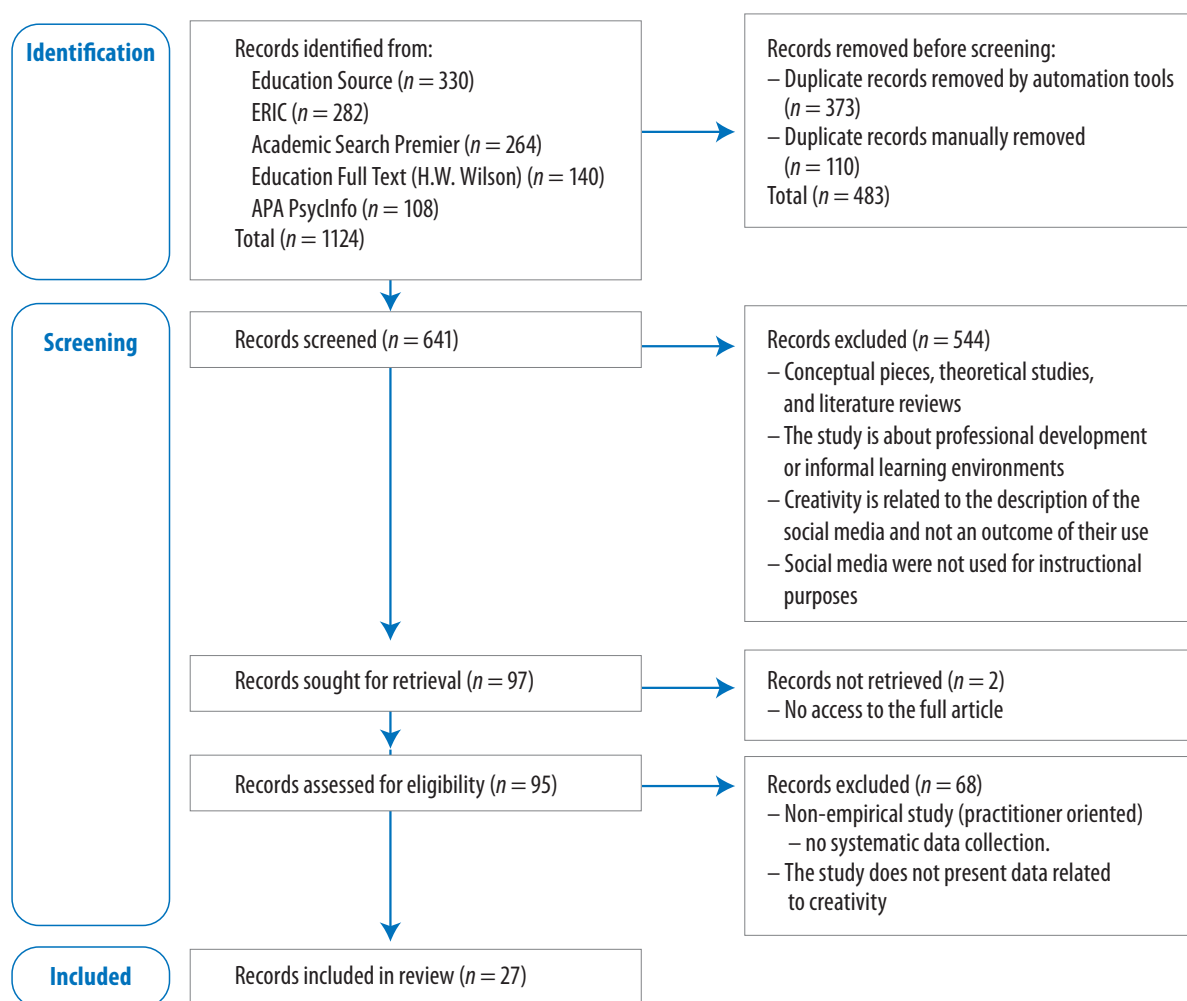 Identification
Records identified from:
Education Source (n = 330)
ERIC (n = 282)
Academic Search Premier (n = 264)
Education Full Text (H.W. Wilson) (n = 140)
APA PsycInfo (n = 108)
Total (n = 1124)
Records removed before screening:
– Duplicate records removed by automation tools
(n = 373)
– Duplicate records manually removed
(n = 110)
Total (n = 483)
Screening
Records screened (n = 641)
Records excluded (n = 544)
– Conceptual pieces, theoretical studies,
and literature reviews
– The study is about professional development
or informal learning environments
– Creativity is related to the description of the
social media and not an outcome of their use
– Social media were not used for instructional
purposes
Records sought for retrieval (n = 97)
Records not retrieved (n = 2)
– No access to the full article
Records assessed for eligibility (n = 95)
Records excluded (n = 68)
– Non-empirical study (practitioner oriented)
– no systematic data collection.
– The study does not present data related
to creativity
Included
Records included in review (n = 27)